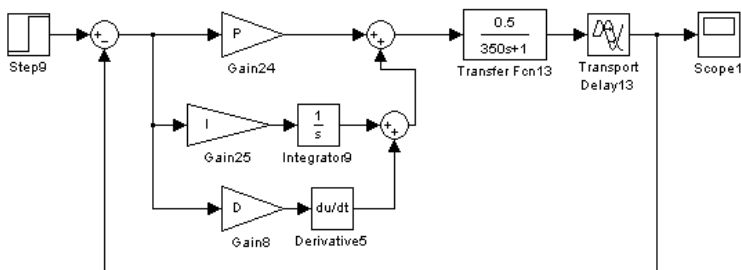 P
0.5
350s+1
Step9
Gain24
Transfer Fcn13
Transport
Delay13
Scope1
I
1
s
Gain25
Integrator9
D
du/dt
Gain8
Derivative5